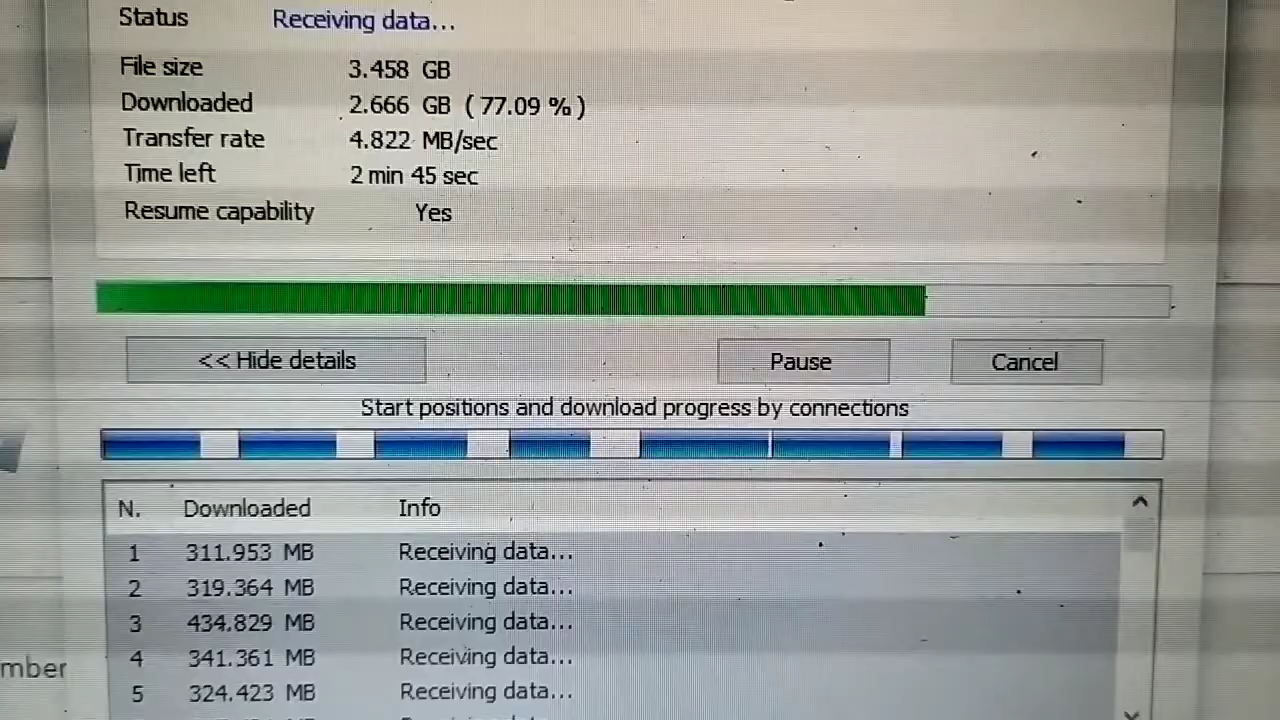 Status Receiving data...
File size 3.458 GB
Downloaded 2.666 GB ( 77.09 % )
Transfer rate 4.822 MB/sec
Time left 2 min 45 sec
Resume capability Yes
<< Hide details Pause Cancel
Start positions and download progress by connections
N. Downloaded Info
1 311.953 MB Receiving data...
2 319.364 MB Receiving data...
3 434.829 MB Receiving data...
4 341.361 MB Receiving data...
mber
5 324.423 MB Receiving data...